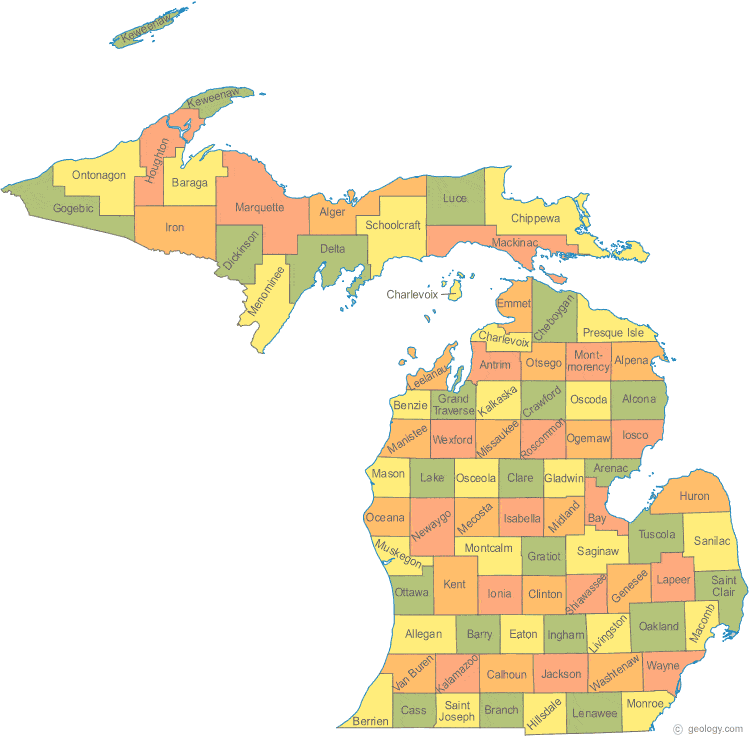 Keweenaw
Keweenaw
Houghton
Ontonagon
Baraga
Gogebic
Iron
Marquette
Alger
Luce
Schoolcraft
Chippewa
Mackinac
Dickinson
Delta
Menominee
Charlevoix
Emmet
Cheboygan
Presque Isle
Charlevoix
Antrim
Otsego
Mont-
morency
Alpena
Leelanau
Benzie
Grand
Traverse
Kalkaska
Crawford
Oscoda
Alcona
Manistee
Wexford
Missaukee
Roscommon
Ogemaw
Iosco
Mason
Lake
Osceola
Clare
Gladwin
Arenac
Huron
Oceana
Newaygo
Mecosta
Isabella
Midland
Bay
Tuscola
Sanilac
Muskegon
Montcalm
Gratiot
Saginaw
Ottawa
Kent
Ionia
Clinton
Shiawassee
Genesee
Lapeer
Saint
Clair
Allegan
Barry
Eaton
Ingham
Livingston
Oakland
Macomb
Van Buren
Kalamazoo
Calhoun
Jackson
Washtenaw
Wayne
Berrien
Cass
Saint
Joseph
Branch
Hillsdale
Lenawee
Monroe
© geology.com